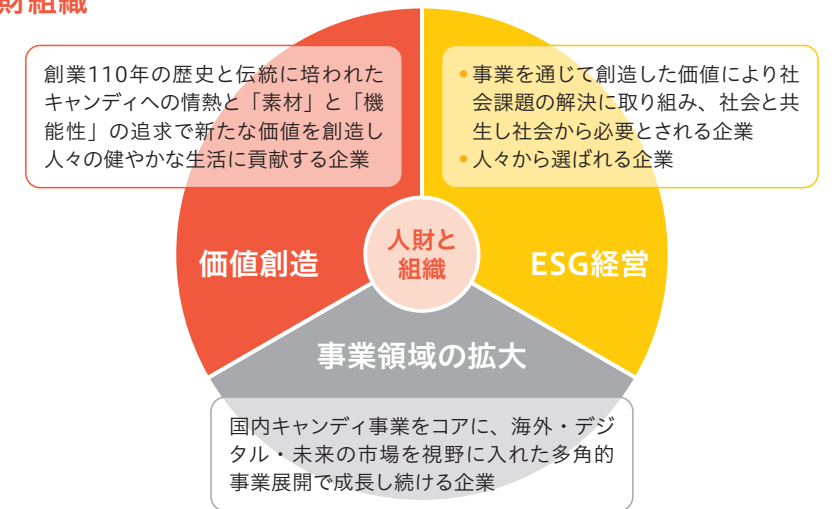 財組織
創業110年の歴史と伝統に培われた
キャンディへの情熱と「素材」と「機
能性」の追求で新たな価値を創造し
人々の健やかな生活に貢献する企業
•事業を通じて創造した価値により社
会課題の解決に取り組み、社会と共
生し社会から必要とされる企業
•人々から選ばれる企業
価値創造
人財と
組織
ESG経営
事業領域の拡大
国内キャンディ事業をコアに、海外・デジ
タル・未来の市場を視野に入れた多角的
事業展開で成長し続ける企業